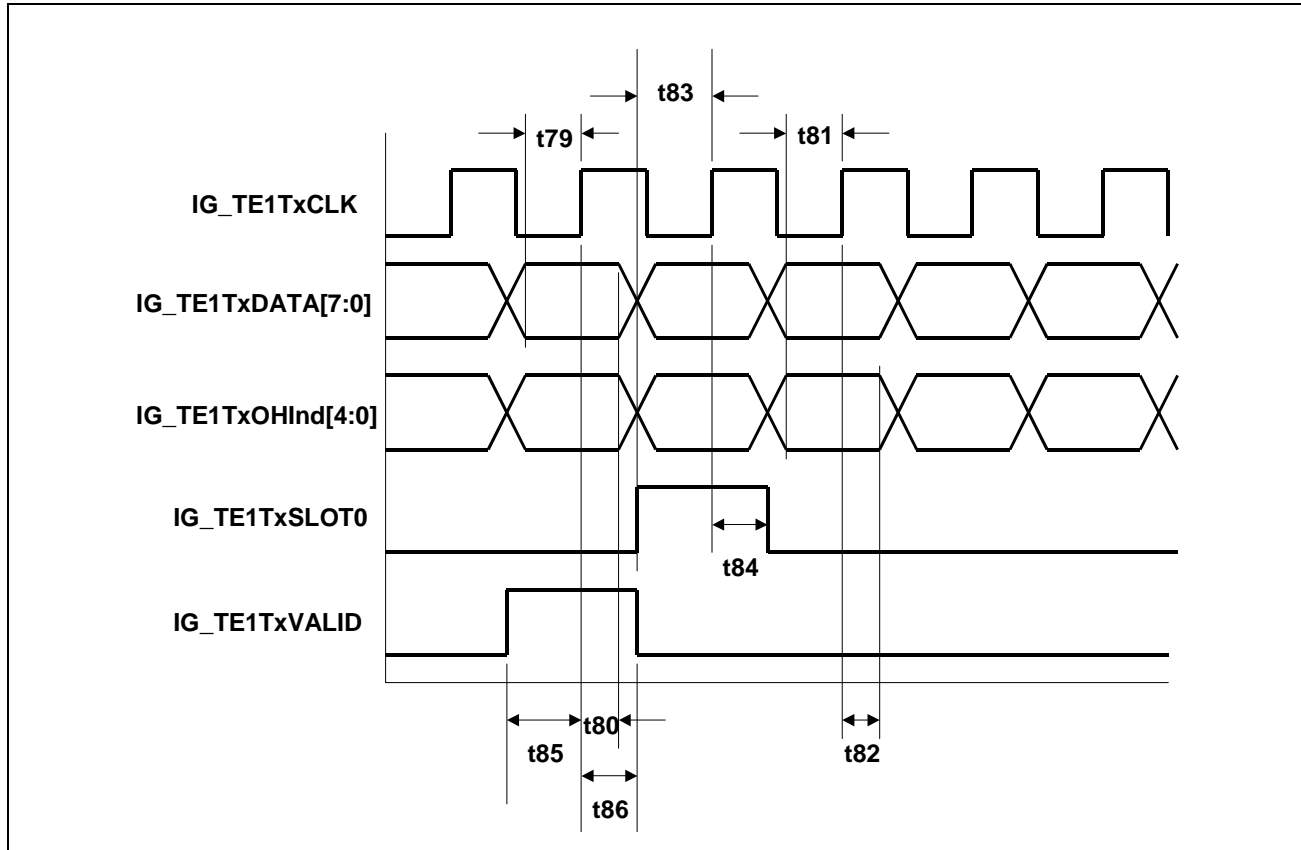 t83
t79
t81
IG_TE1TxCLK
IG_TE1TxDATA[7:0]
IG_TE1TxOHInd[4:0]
IG_TE1TxSLOT0
t84
IG_TE1TxVALID
t80
t85
t82
t86